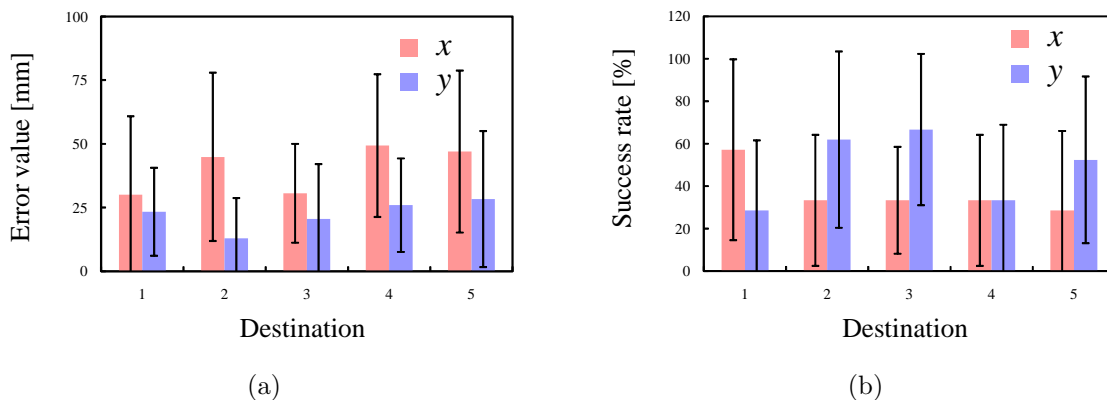 100
75
50
25
0
Error value [mm]
x
y
1 2 3 4 5
Destination
(a)
120
100
80
60
40
20
0
Success rate [%]
x
y
1 2 3 4 5
Destination
(b)